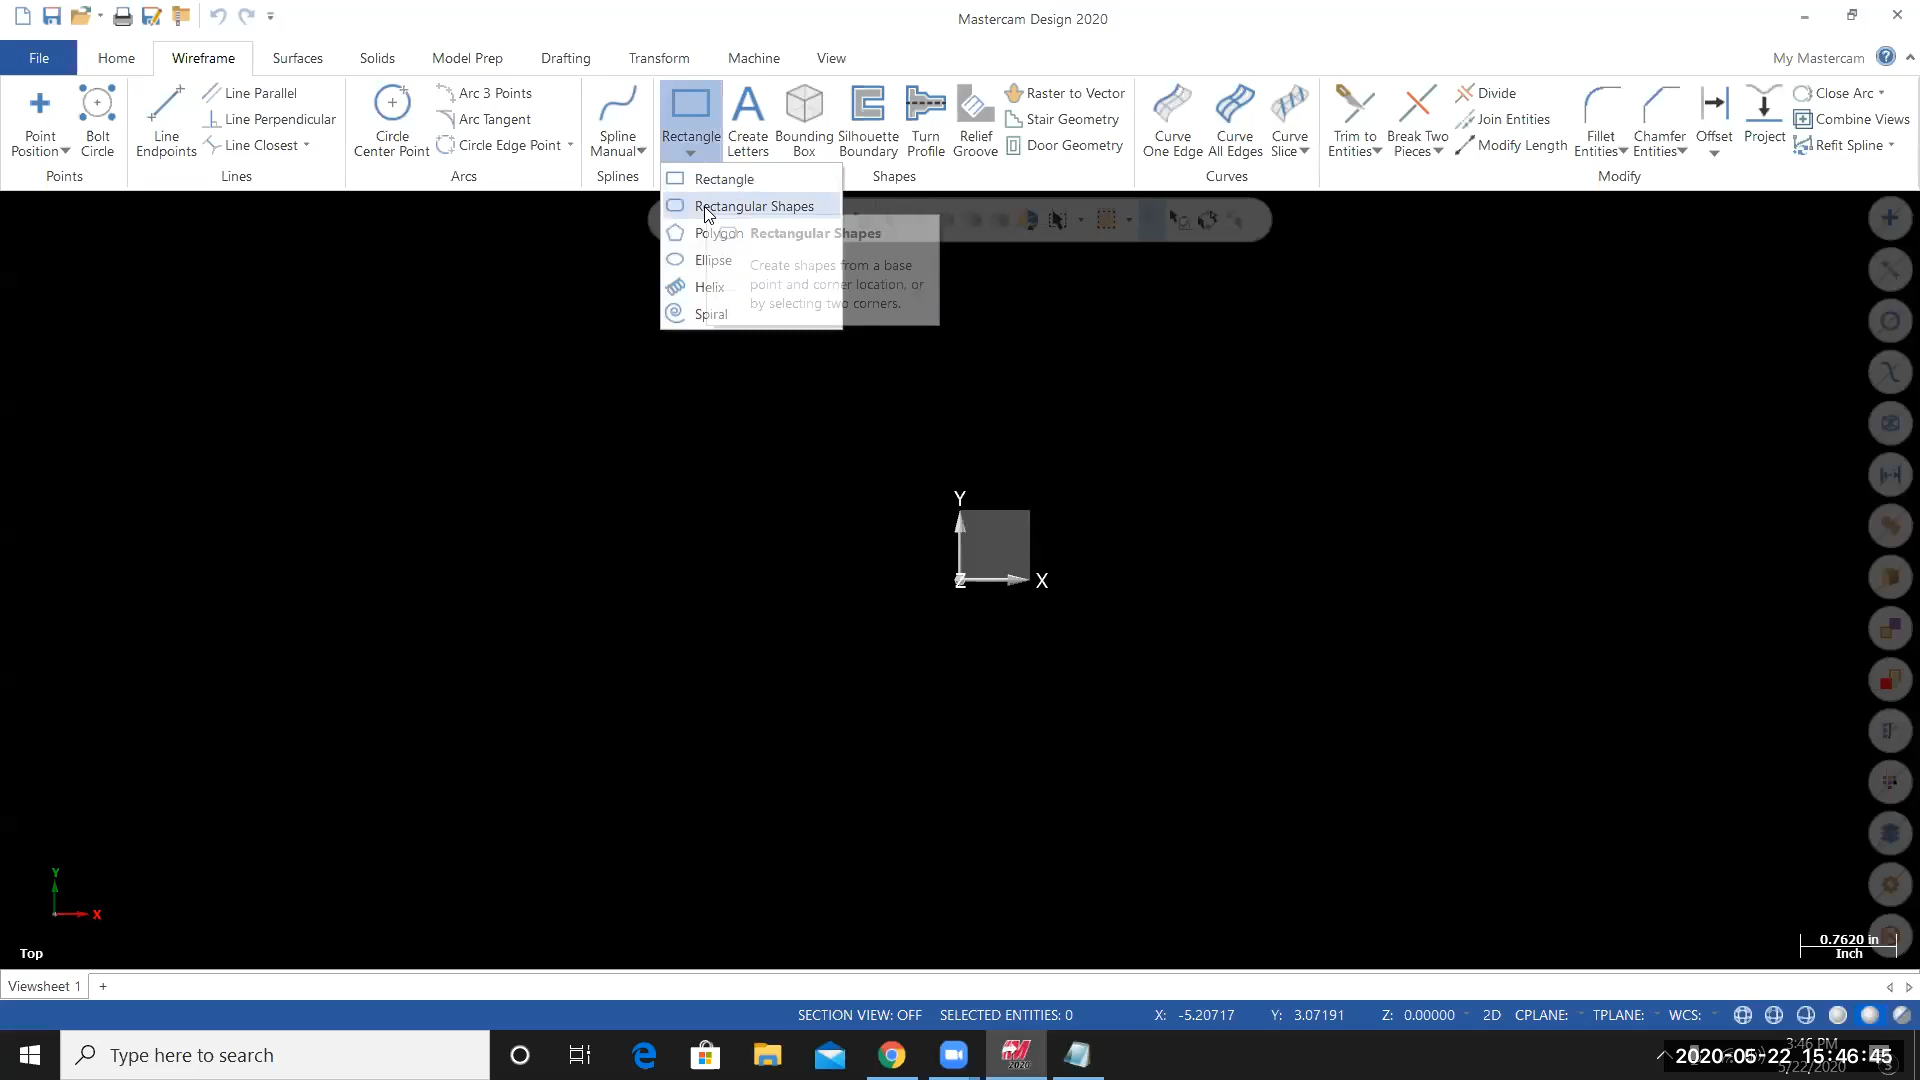 Mastercam Design 2020
File
Home
Wireframe
Surfaces
Solids
Model Prep
Drafting
Transform
Machine
View
My Mastercam
Point
Position
Bolt
Circle
Points
Line
Endpoints
Line Parallel
Line Perpendicular
Line Closest
Lines
Circle
Center Point
Arc 3 Points
Arc Tangent
Circle Edge Point
Arcs
Spline
Manual
Splines
Rectangle
Create
Letters
Bounding
Box
Silhouette
Boundary
Turn
Profile
Relief
Groove
Raster to Vector
Stair Geometry
Door Geometry
Shapes
Curve
One Edge
Curve
All Edges
Curve
Slice
Curves
Trim to
Entities
Break Two
Pieces
Divide
Join Entities
Modify Length
Fillet
Entities
Chamfer
Entities
Offset
Project
Close Arc
Combine Views
Refit Spline
Modify
Rectangle
Rectangular Shapes
Polygon
Ellipse
Helix
Spiral
Rectangular Shapes
Create shapes from a base
point and corner location, or
by selecting two corners.
Y
Z
X
Y
X
Top
0.7620 in
Inch
Viewsheet 1
+
SECTION VIEW: OFF
SELECTED ENTITIES: 0
X: -5.20717
Y: 3.07191
Z: 0.00000
2D
CPLANE:
TPLANE:
WCS:
Type here to search
2020
3:46 PM
5/22/2020
2020-05-22 15:46:45
3